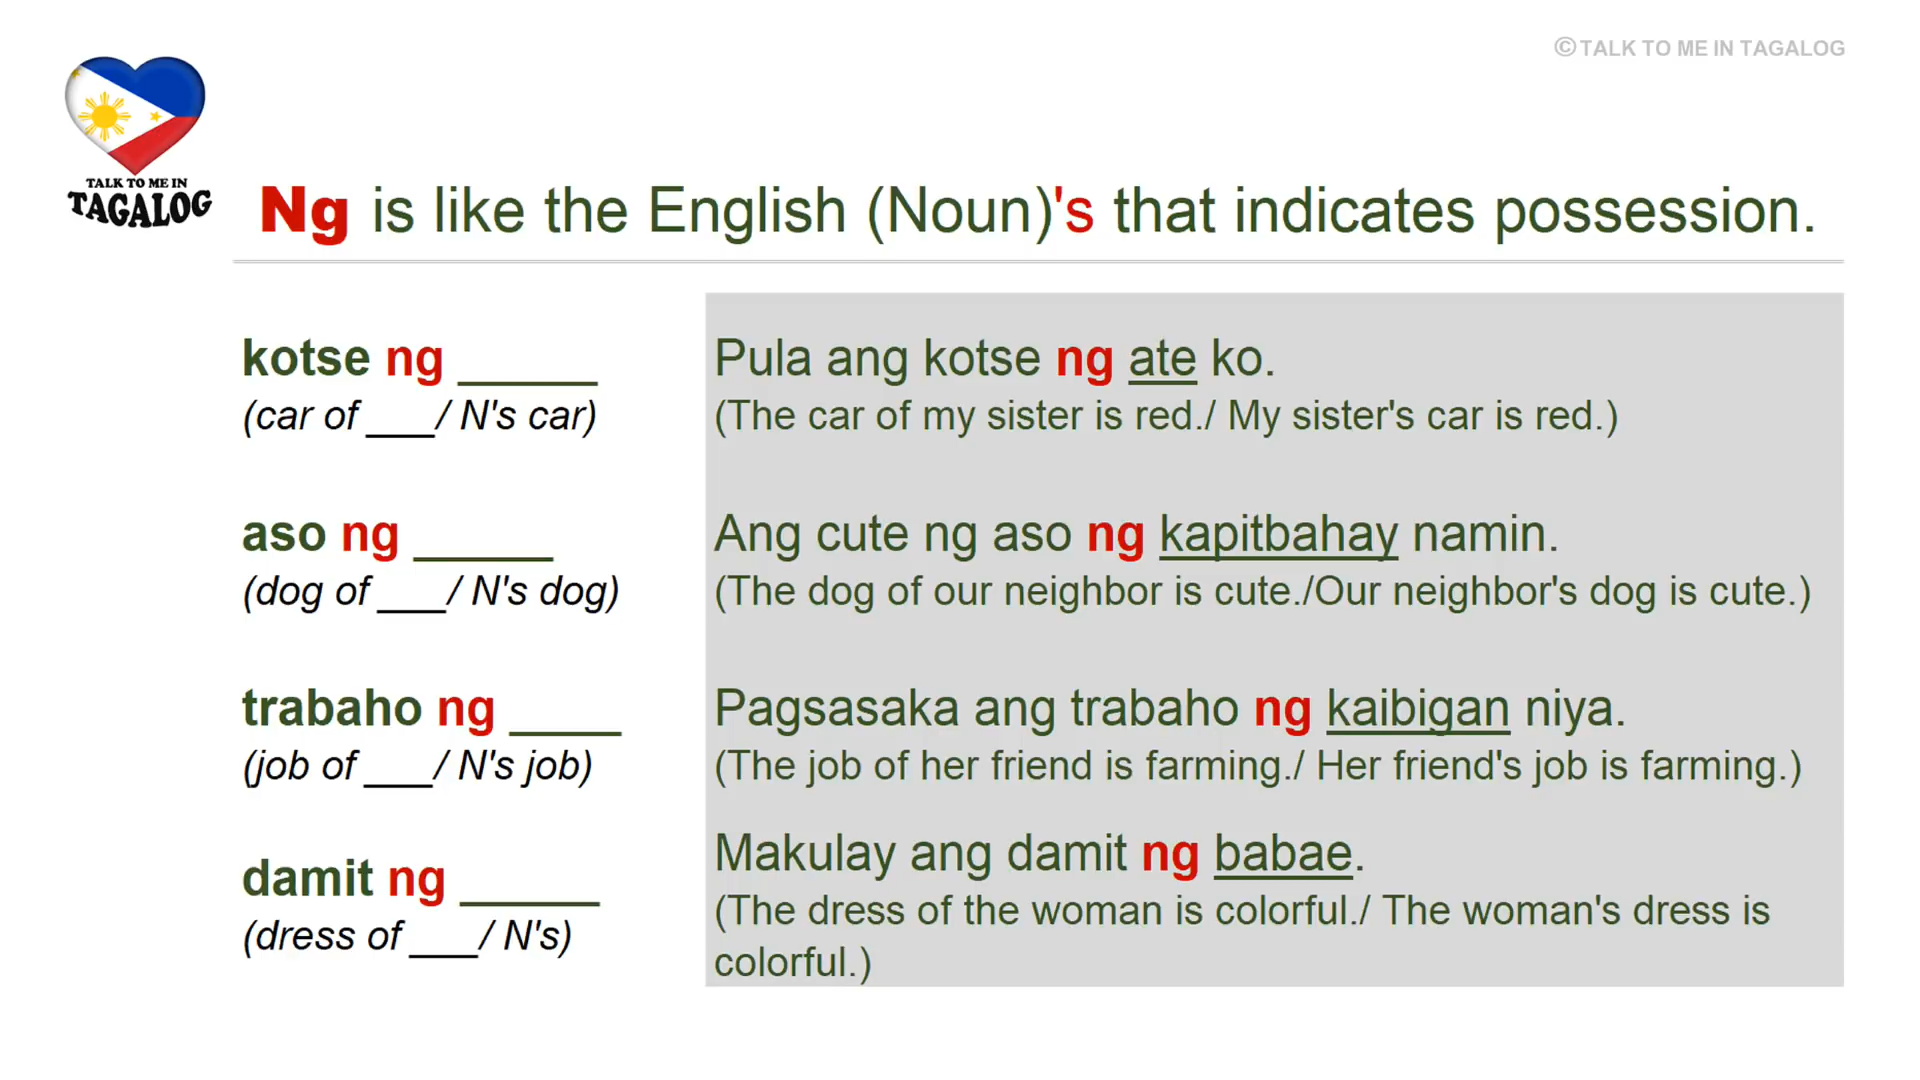 ©TALK TO ME IN TAGALOG
TALK TO ME IN
TAGALOG
Ng is like the English (Noun)'s that indicates possession.
kotse ng _____
(car of ___/ N's car)
Pula ang kotse ng ate ko.
(The car of my sister is red./ My sister's car is red.)
aso ng _____
(dog of ___/ N's dog)
Ang cute ng aso ng kapitbahay namin.
(The dog of our neighbor is cute./Our neighbor's dog is cute.)
trabaho ng ____
(job of ___/ N's job)
Pagsasaka ang trabaho ng kaibigan niya.
(The job of her friend is farming./ Her friend's job is farming.)
damit ng _____
(dress of ___/ N's)
Makulay ang damit ng babae.
(The dress of the woman is colorful./ The woman's dress is
colorful.)